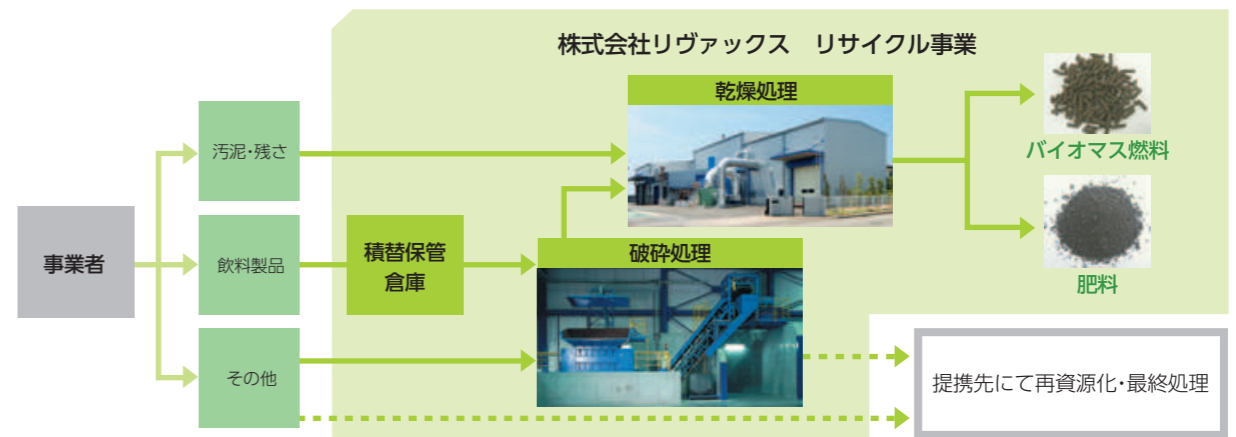 株式会社リヴァックス　リサイクル事業
乾燥処理
汚泥・残さ
バイオマス燃料
事業者
飲料製品
積替保管
倉庫
破砕処理
肥料
その他
提携先にて再資源化・最終処理